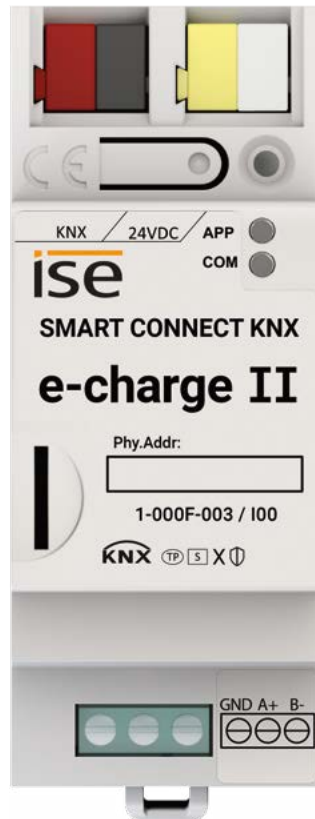 CE
KNX 24VDC APP
COM
ise
SMART CONNECT KNX
e-charge II
Phy.Addr:
1-000F-003 / I00
KNX TP S X
GND A+ B-